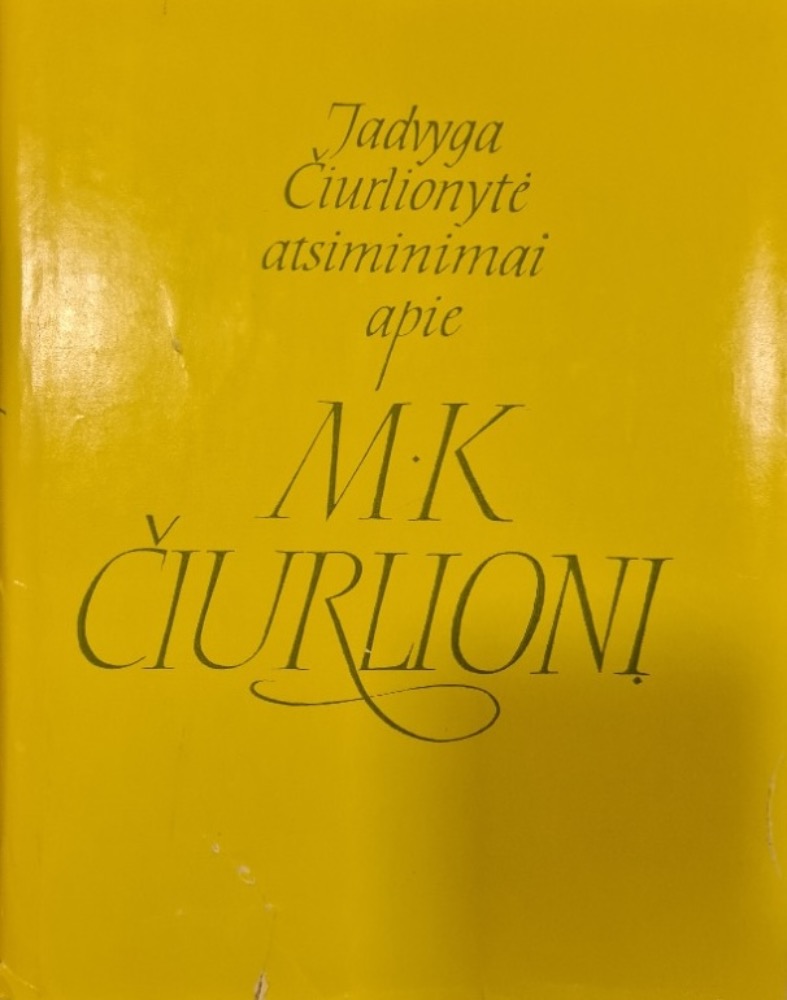 Jadvyga
Čiurlionytė
atsiminimai
apie
M·K
ČIURLIONĮ